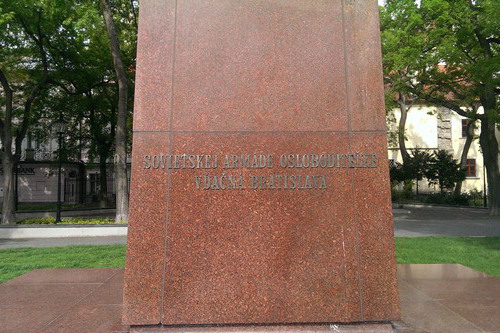 SOVIETSKEJ ARMÁDE OSLOBODITEĽKE
VĎAČNÁ BRATISLAVA